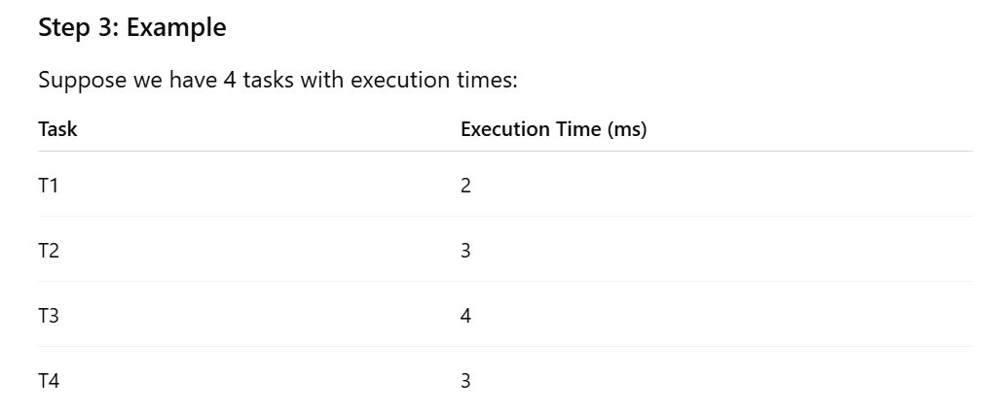 Step 3: Example
Suppose we have 4 tasks with execution times:
Task Execution Time (ms)
T1 2
T2 3
T3 4
T4 3